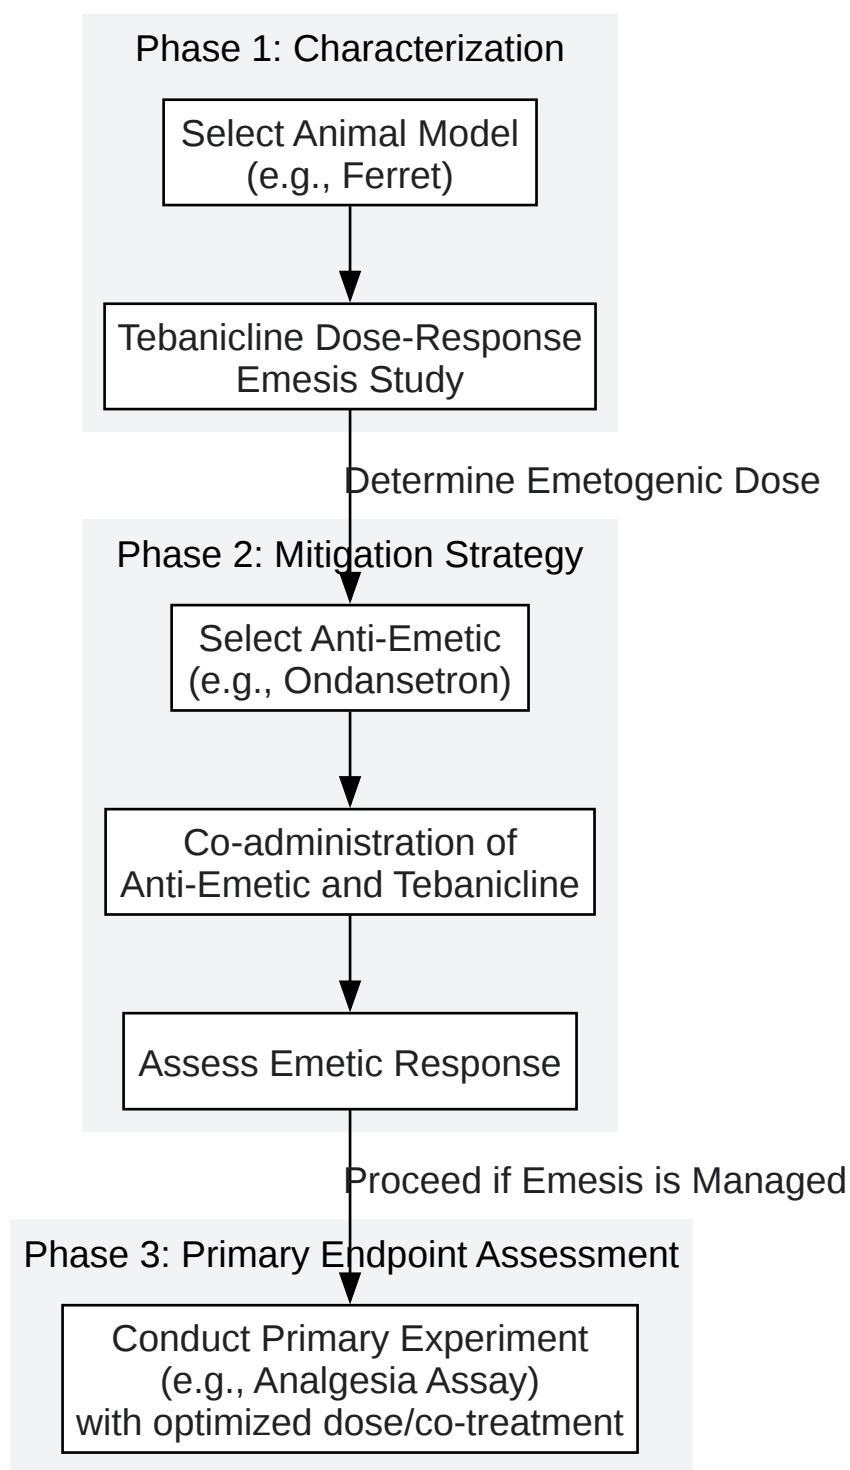 Phase 1: Characterization
Select Animal Model
(e.g., Ferret)
Tebanicline Dose-Response
Emesis Study
Determine Emetogenic Dose
Phase 2: Mitigation Strategy
Select Anti-Emetic
(e.g., Ondansetron)
Co-administration of
Anti-Emetic and Tebanicline
Assess Emetic Response
Proceed if Emesis is Managed
Phase 3: Primary Endpoint Assessment
Conduct Primary Experiment
(e.g., Analgesia Assay)
with optimized dose/co-treatment